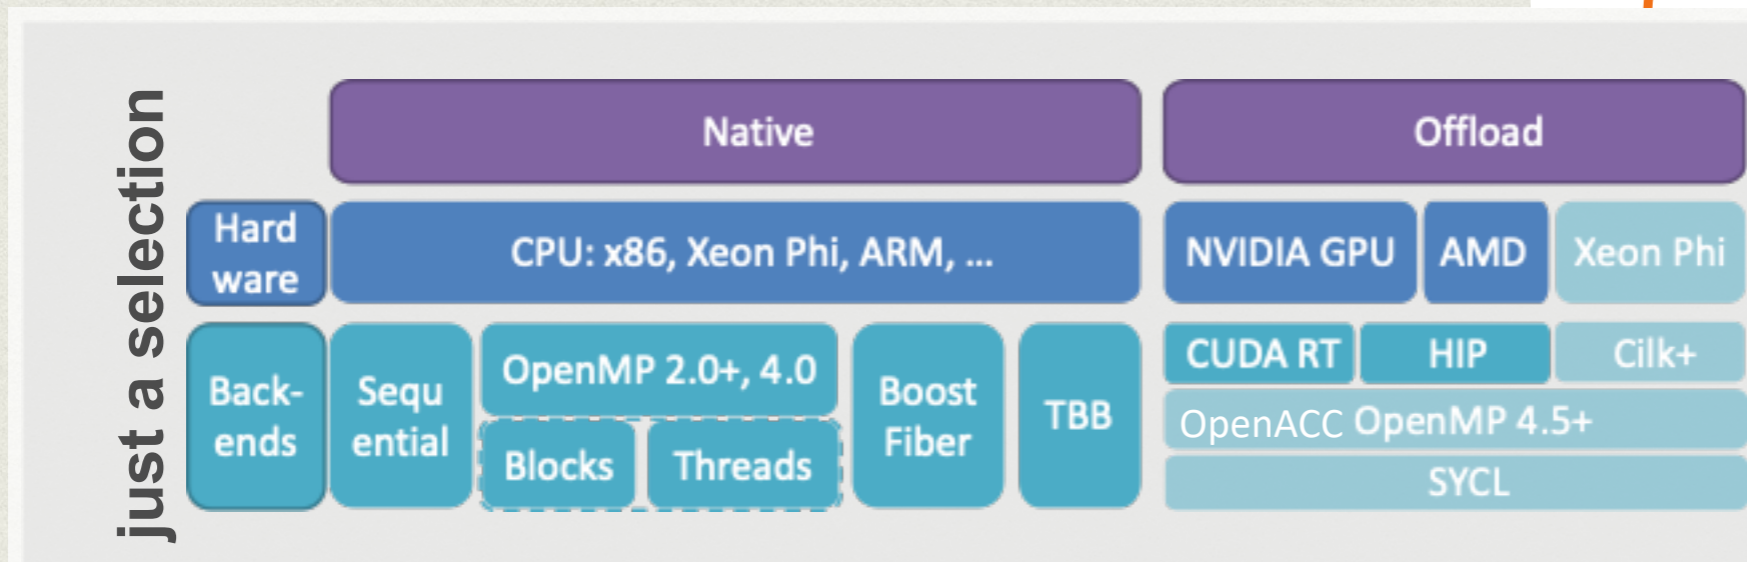 just a selection
Native
Offload
Hard
ware
CPU: x86, Xeon Phi, ARM, ...
NVIDIA GPU
AMD
Xeon Phi
Back-
ends
Sequ
ential
OpenMP 2.0+, 4.0
Blocks
Threads
Boost
Fiber
TBB
CUDA RT
HIP
Cilk+
OpenACC OpenMP 4.5+
SYCL